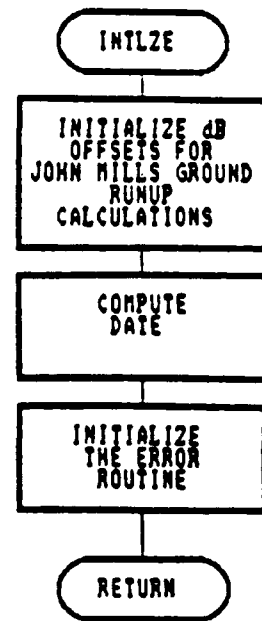 INTLZE
INITIALIZE dB
OFFSETS FOR
JOHN MILLS GROUND
RUNUP
CALCULATIONS
COMPUTE
DATE
INITIALIZE
THE ERROR
ROUTINE
RETURN